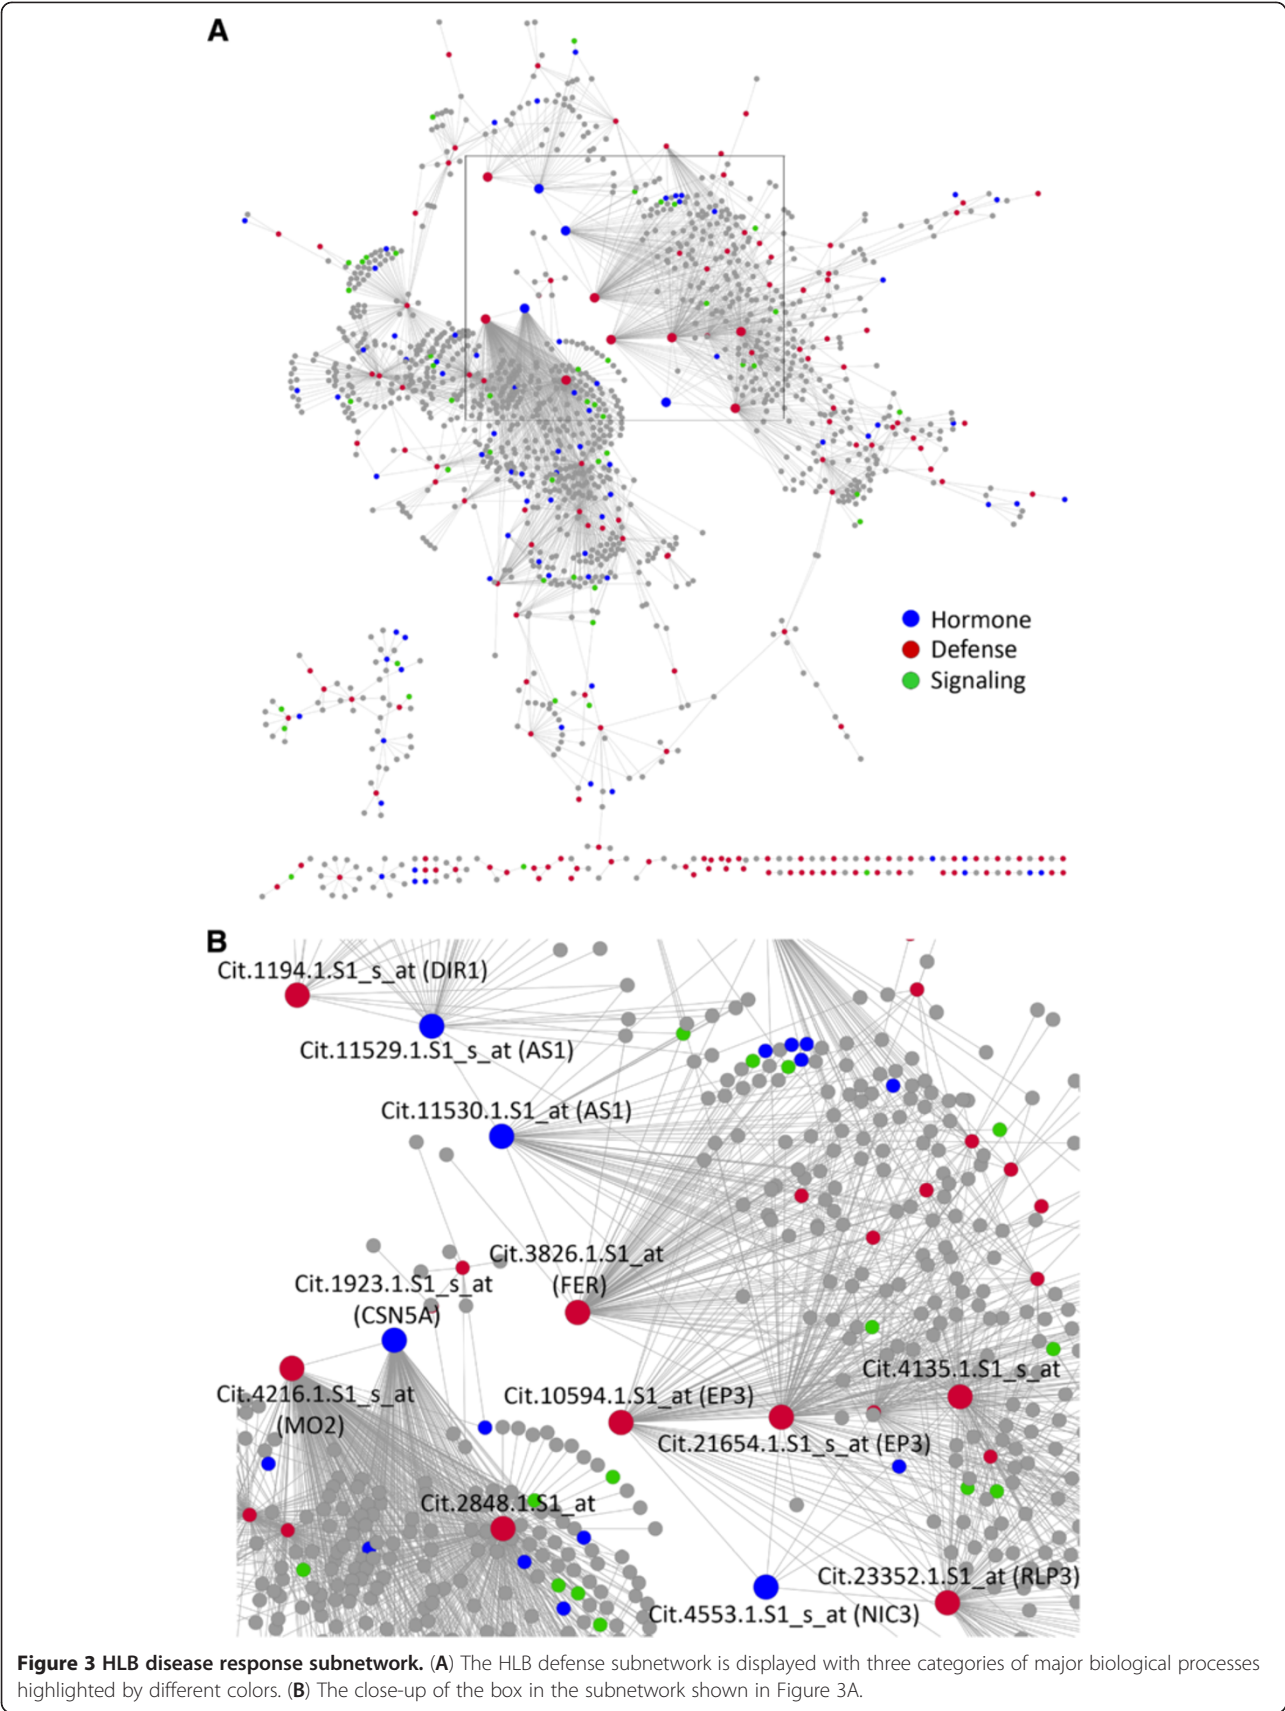 A
Hormone
Defense
Signaling
B
Cit.1194.1.S1_s_at (DIR1)
Cit.11529.1.S1_s_at (AS1)
Cit.11530.1.S1_at (AS1)
Cit.3826.1.S1_at
(FER)
Cit.1923.1.S1_s_at
(CSN5A)
Cit.4135.1.S1_s_at
Cit.4216.1.S1_s_at
(MO2)
Cit.10594.1.S1_at (EP3)
Cit.21654.1.S1_s_at (EP3)
Cit.2848.1.S1_at
Cit.23352.1.S1_at (RLP3)
Cit.4553.1.S1_s_at (NIC3)
Figure 3 HLB disease response subnetwork. (A) The HLB defense subnetwork is displayed with three categories of major biological processes
highlighted by different colors. (B) The close-up of the box in the subnetwork shown in Figure 3A.